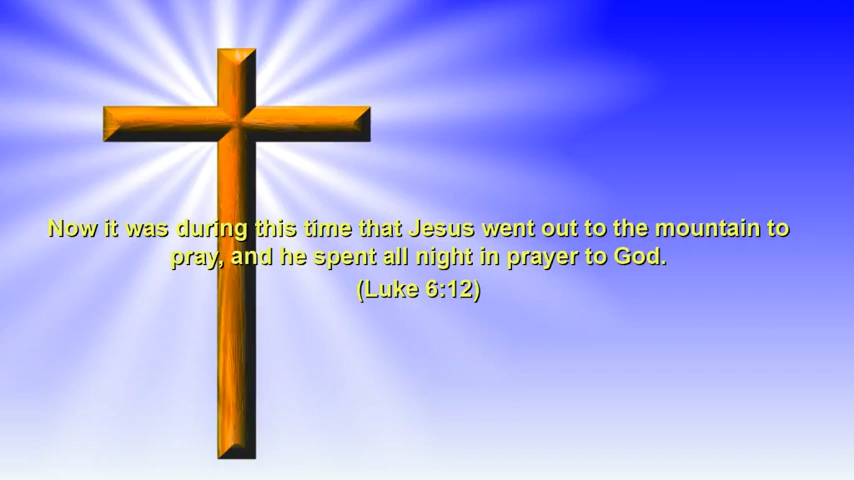 Now it was during this time that Jesus went out to the mountain to
pray, and he spent all night in prayer to God.
(Luke 6:12)